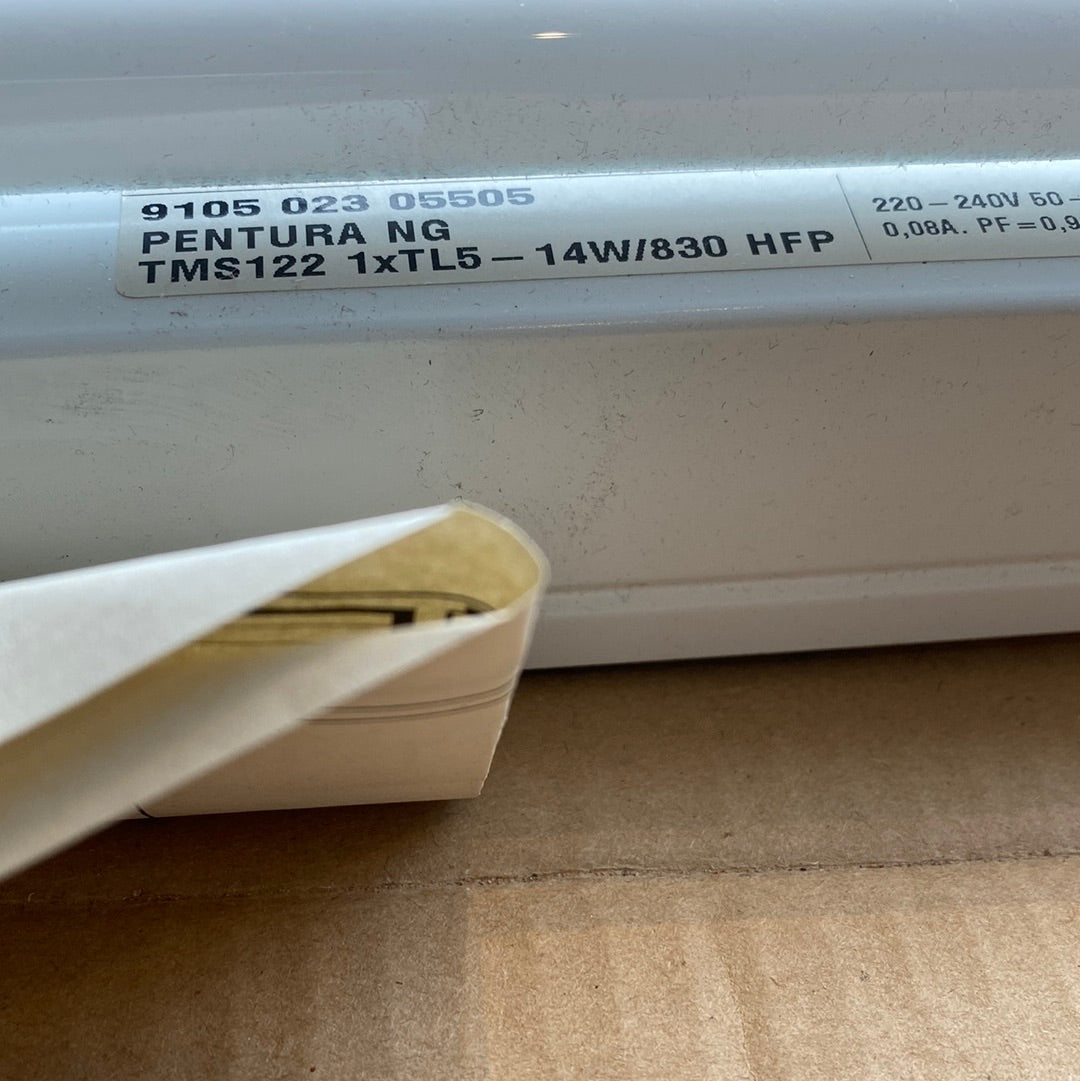 9105 023 05505
PENTURA NG
TMS122 1xTL5 – 14W/830 HFP
220 – 240V 50 –
0,08A. PF = 0,9